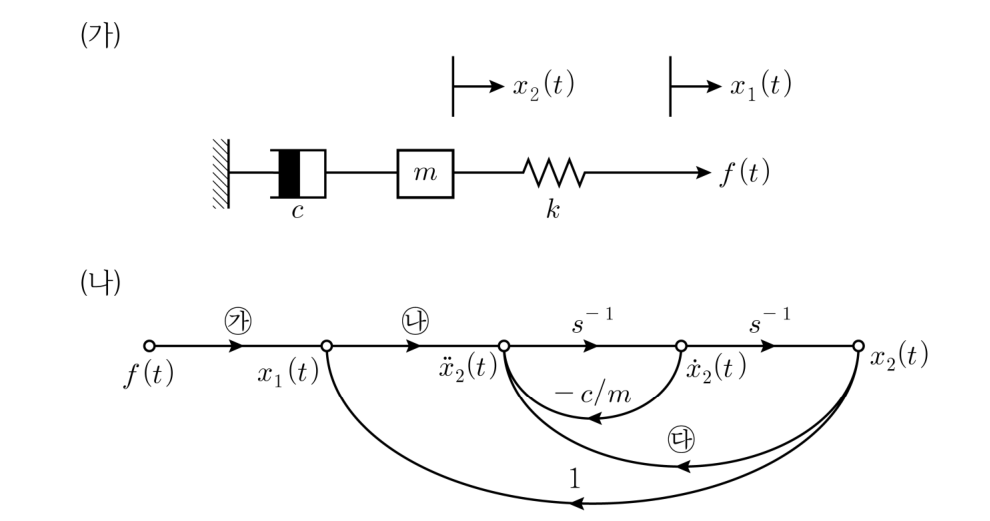 (가)
x₂(t) x₁(t)
m f(t)
c k
(나)
㉮ ㉯ s⁻¹ s⁻¹
f(t) x₁(t) ẍ₂(t) ẋ₂(t) x₂(t)
−c/m
㉰
1